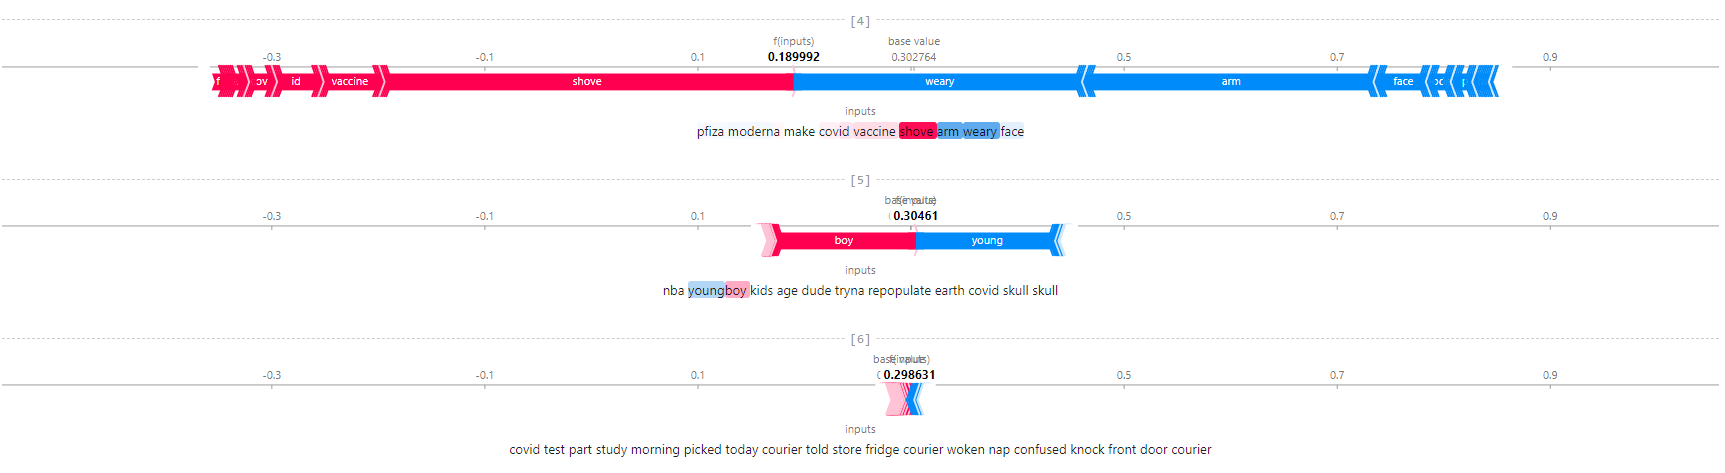 [4]
f(inputs) base value
0.189992 0.302764
-0.3 -0.1 0.1 0.5 0.7 0.9
f ov id vaccine shove weary arm face
inputs
pfiza moderna make covid vaccine shove arm weary face
[5]
base value f(inputs)
0.30461
-0.3 -0.1 0.1 0.5 0.7 0.9
boy young
inputs
nba youngboy kids age dude tryna repopulate earth covid skull skull
[6]
base value f(inputs)
0.298631
-0.3 -0.1 0.1 0.5 0.7 0.9
inputs
covid test part study morning picked today courier told store fridge courier woken nap confused knock front door courier